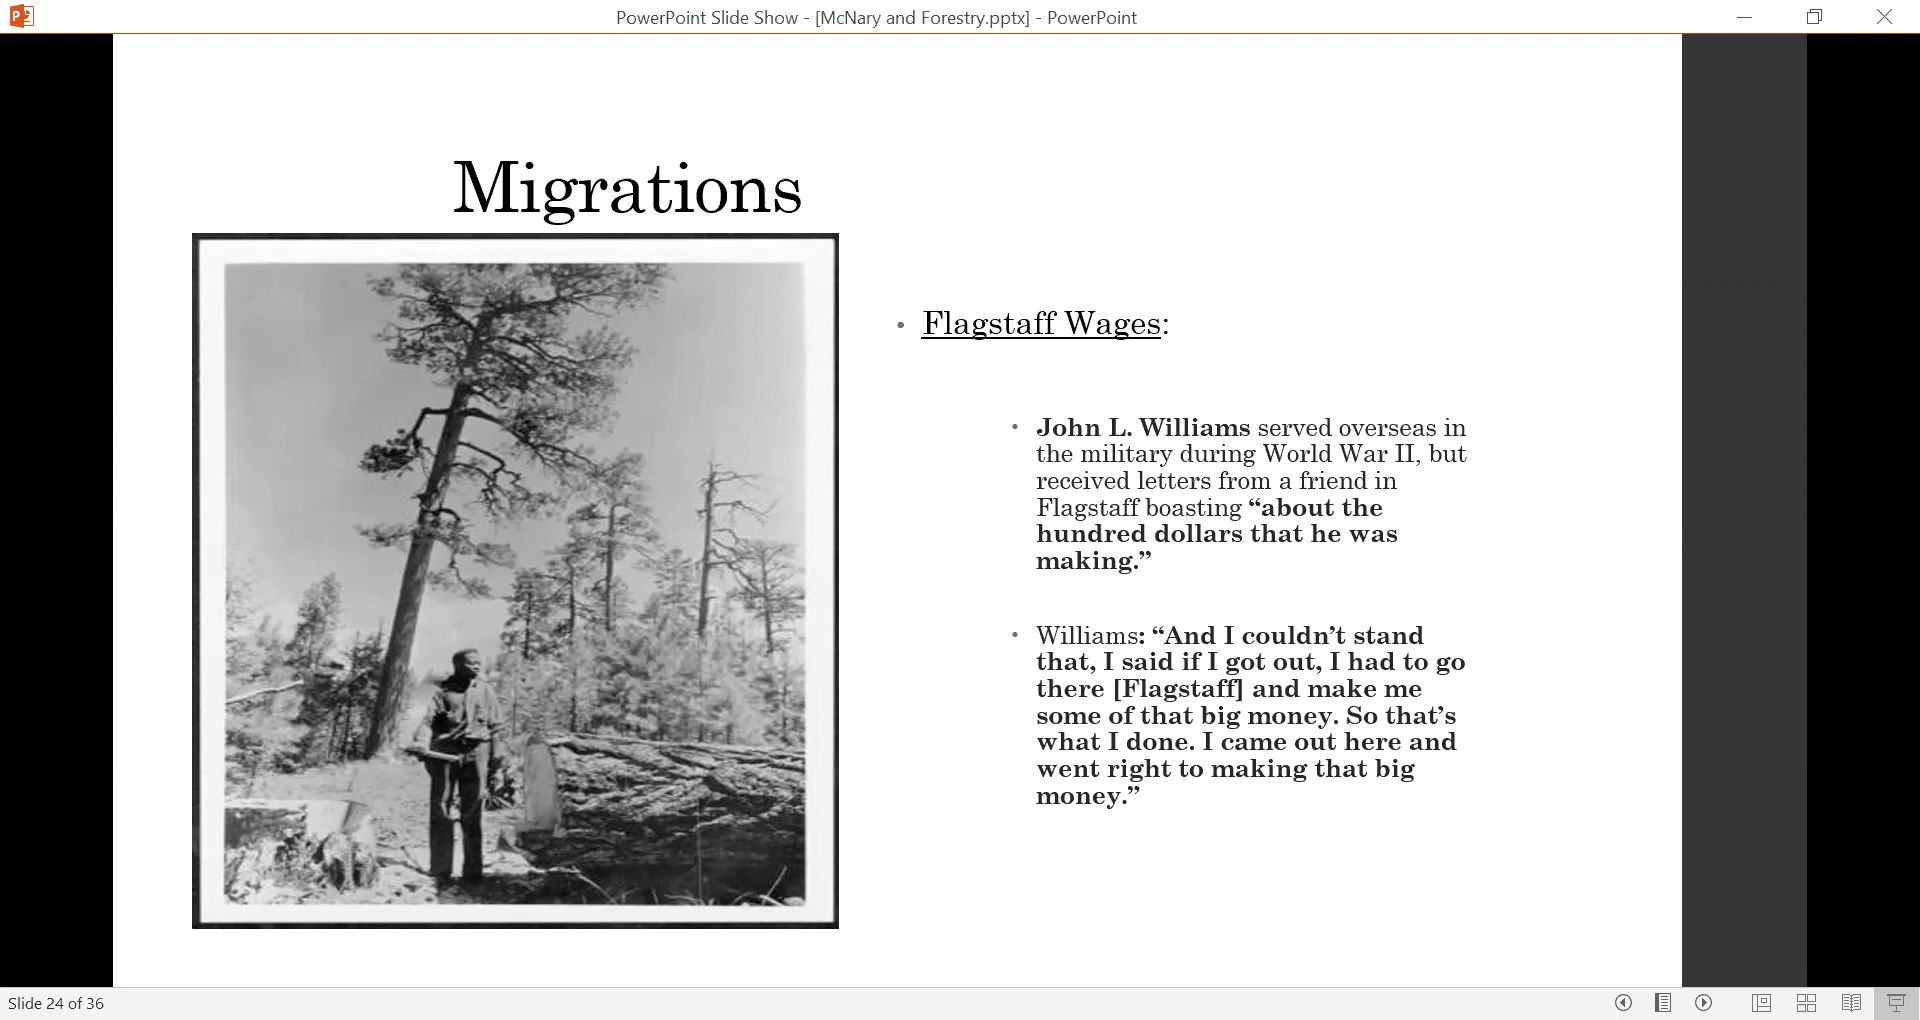 PowerPoint Slide Show - [McNary and Forestry.pptx] - PowerPoint
Migrations
• Flagstaff Wages:
• John L. Williams served overseas in
the military during World War II, but
received letters from a friend in
Flagstaff boasting “about the
hundred dollars that he was
making.”
• Williams: “And I couldn’t stand
that, I said if I got out, I had to go
there [Flagstaff] and make me
some of that big money. So that’s
what I done. I came out here and
went right to making that big
money.”
Slide 24 of 36